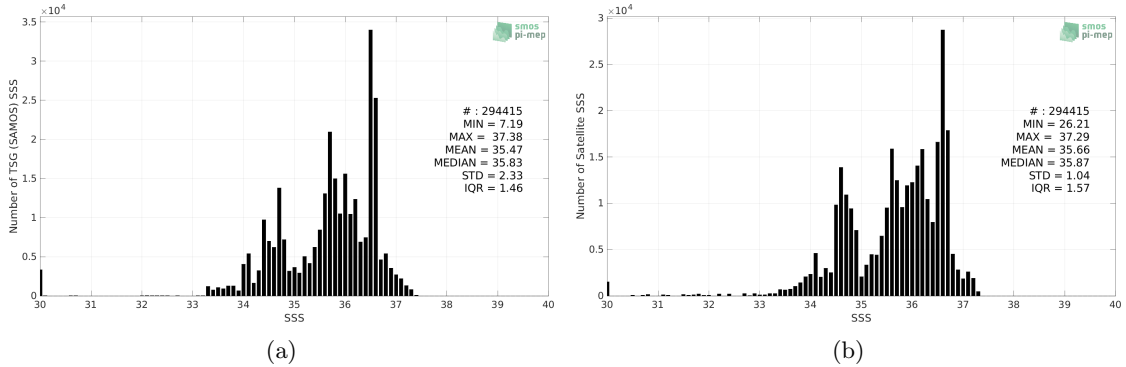 ×10⁴
3.5
3
2.5
2
1.5
1
0.5
0
30 31 32 33 34 35 36 37 38 39 40
SSS
Number of TSG (SAMOS) SSS
smos
pi-mep
# : 294415
MIN = 7.19
MAX = 37.38
MEAN = 35.47
MEDIAN = 35.83
STD = 2.33
IQR = 1.46
(a)
×10⁴
3
2.5
2
1.5
1
0.5
0
30 31 32 33 34 35 36 37 38 39 40
SSS
Number of Satellite SSS
smos
pi-mep
# : 294415
MIN = 26.21
MAX = 37.29
MEAN = 35.66
MEDIAN = 35.87
STD = 1.04
IQR = 1.57
(b)